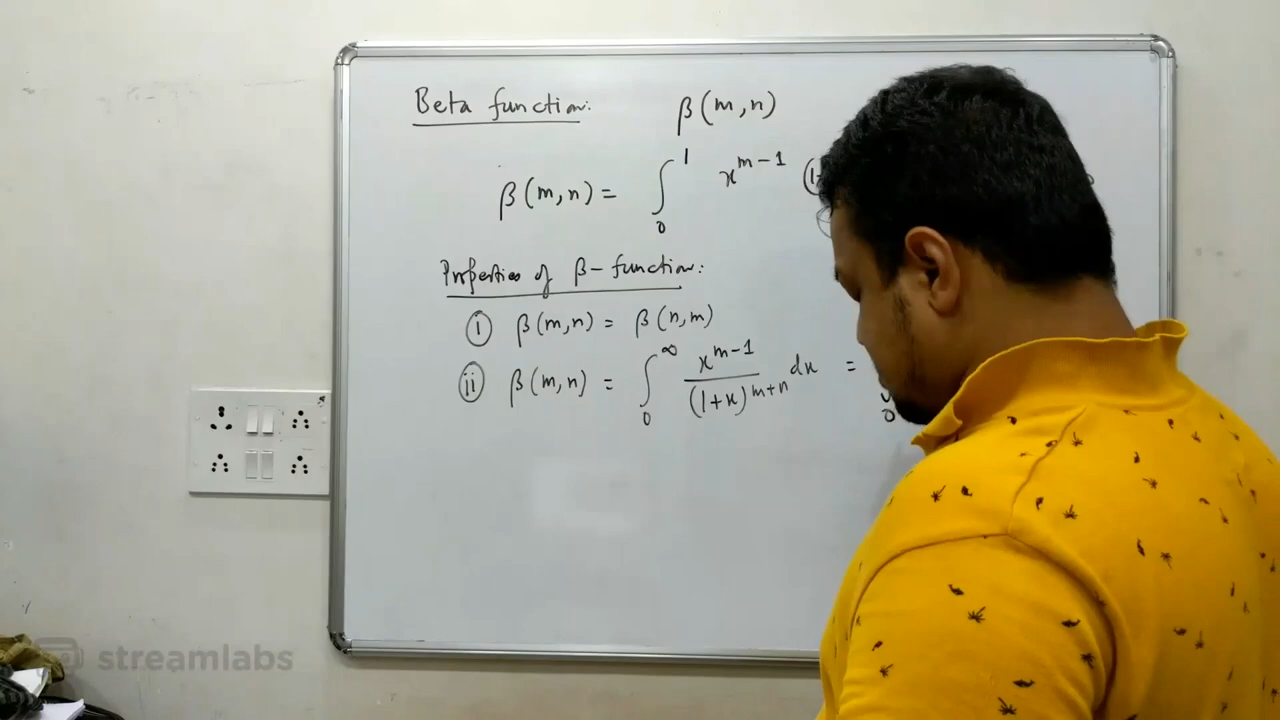 Beta function: β(m,n)
β(m,n) = ∫₀¹ x^{m-1} (1-
Properties of β-function:
(i) β(m,n) = β(n,m)
(ii) β(m,n) = ∫₀^∞ x^{m-1}/(1+x)^{m+n} dx =
streamlabs